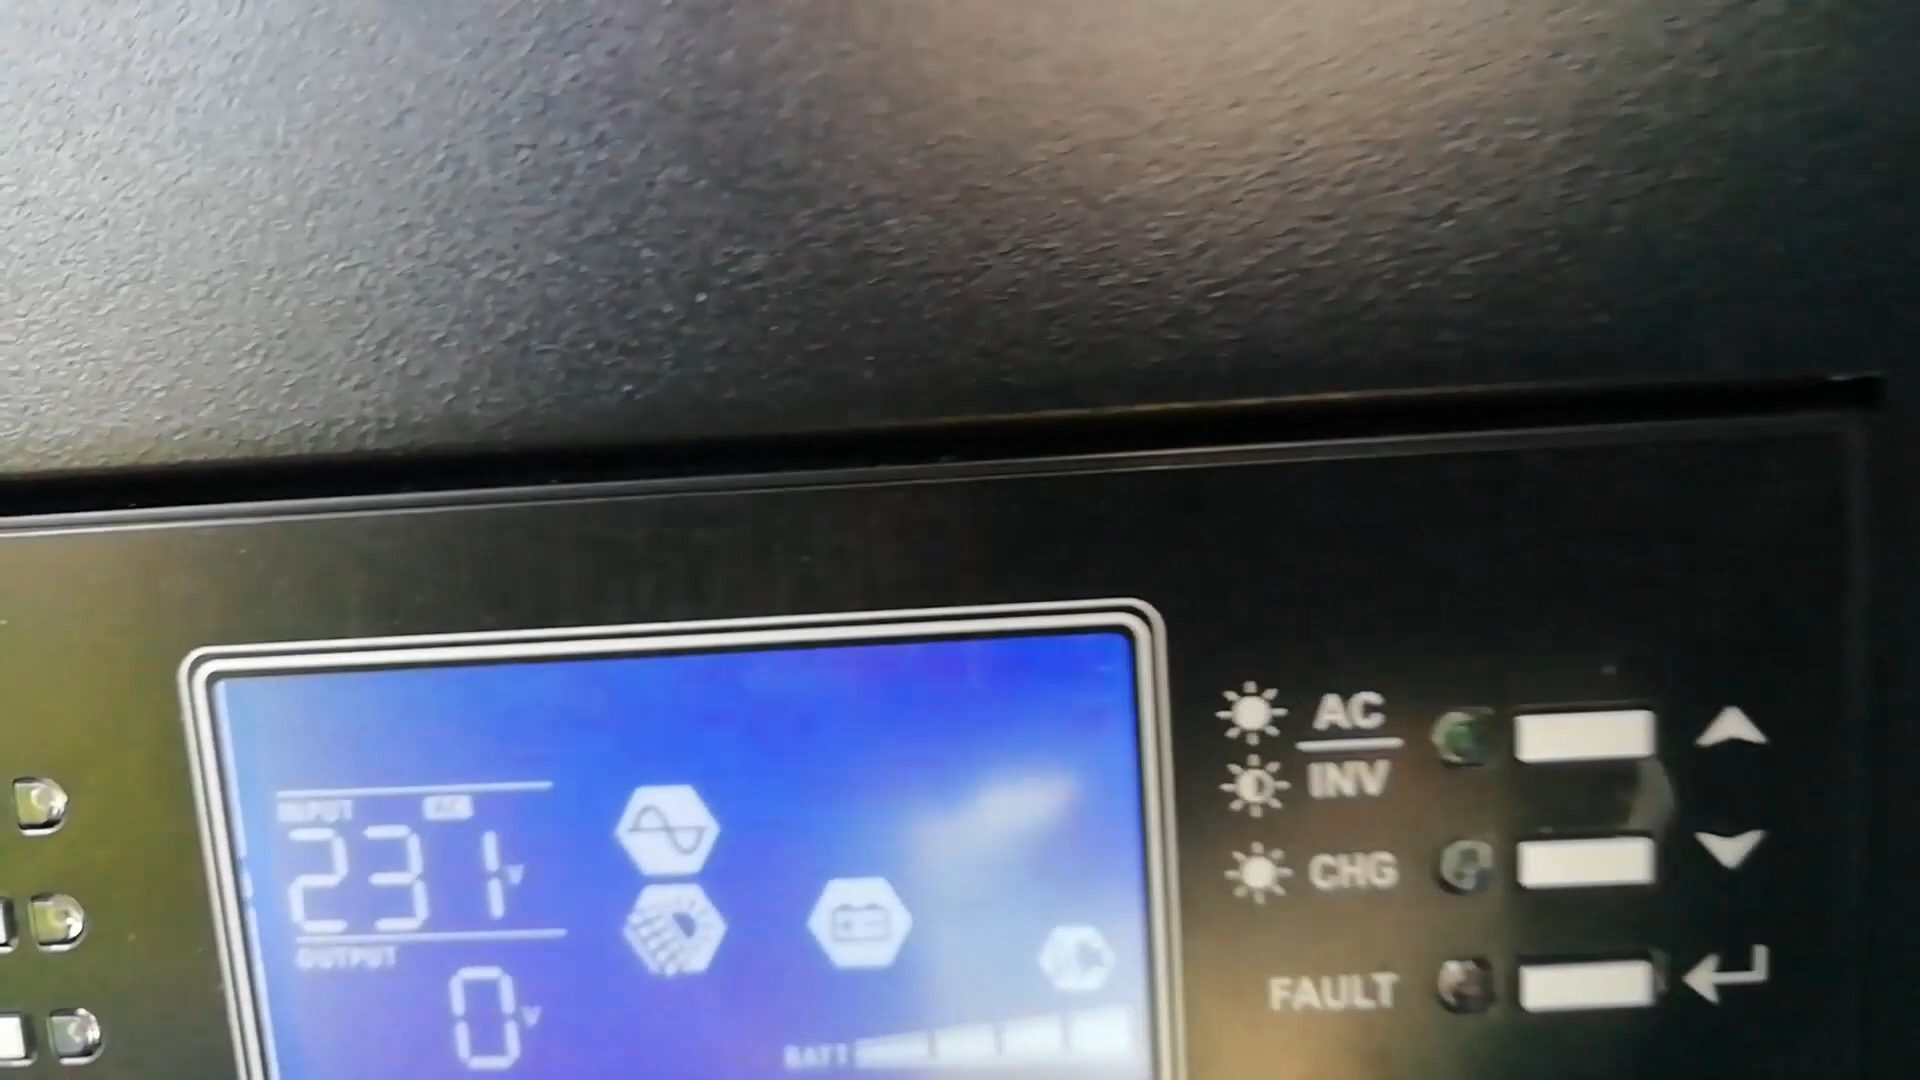 INPUT
231V
OUTPUT
0V
BATT
AC
INV
CHG
FAULT